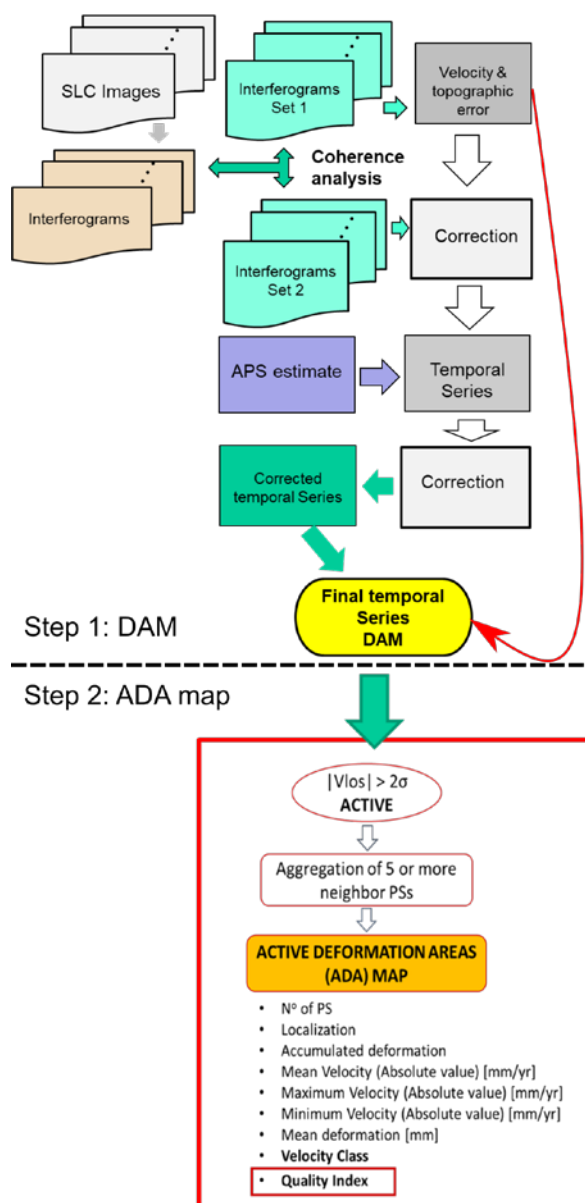 SLC Images
Interferograms
Set 1
Velocity &
topographic
error
Coherence
analysis
Interferograms
Interferograms
Set 2
Correction
APS estimate
Temporal
Series
Corrected
temporal Series
Correction
Final temporal
Series
DAM
Step 1: DAM
Step 2: ADA map
|Vlos| > 2σ
ACTIVE
Aggregation of 5 or more
neighbor PSs
ACTIVE DEFORMATION AREAS
(ADA) MAP
• Nº of PS
• Localization
• Accumulated deformation
• Mean Velocity (Absolute value) [mm/yr]
• Maximum Velocity (Absolute value) [mm/yr]
• Minimum Velocity (Absolute value) [mm/yr]
• Mean deformation [mm]
• Velocity Class
• Quality Index